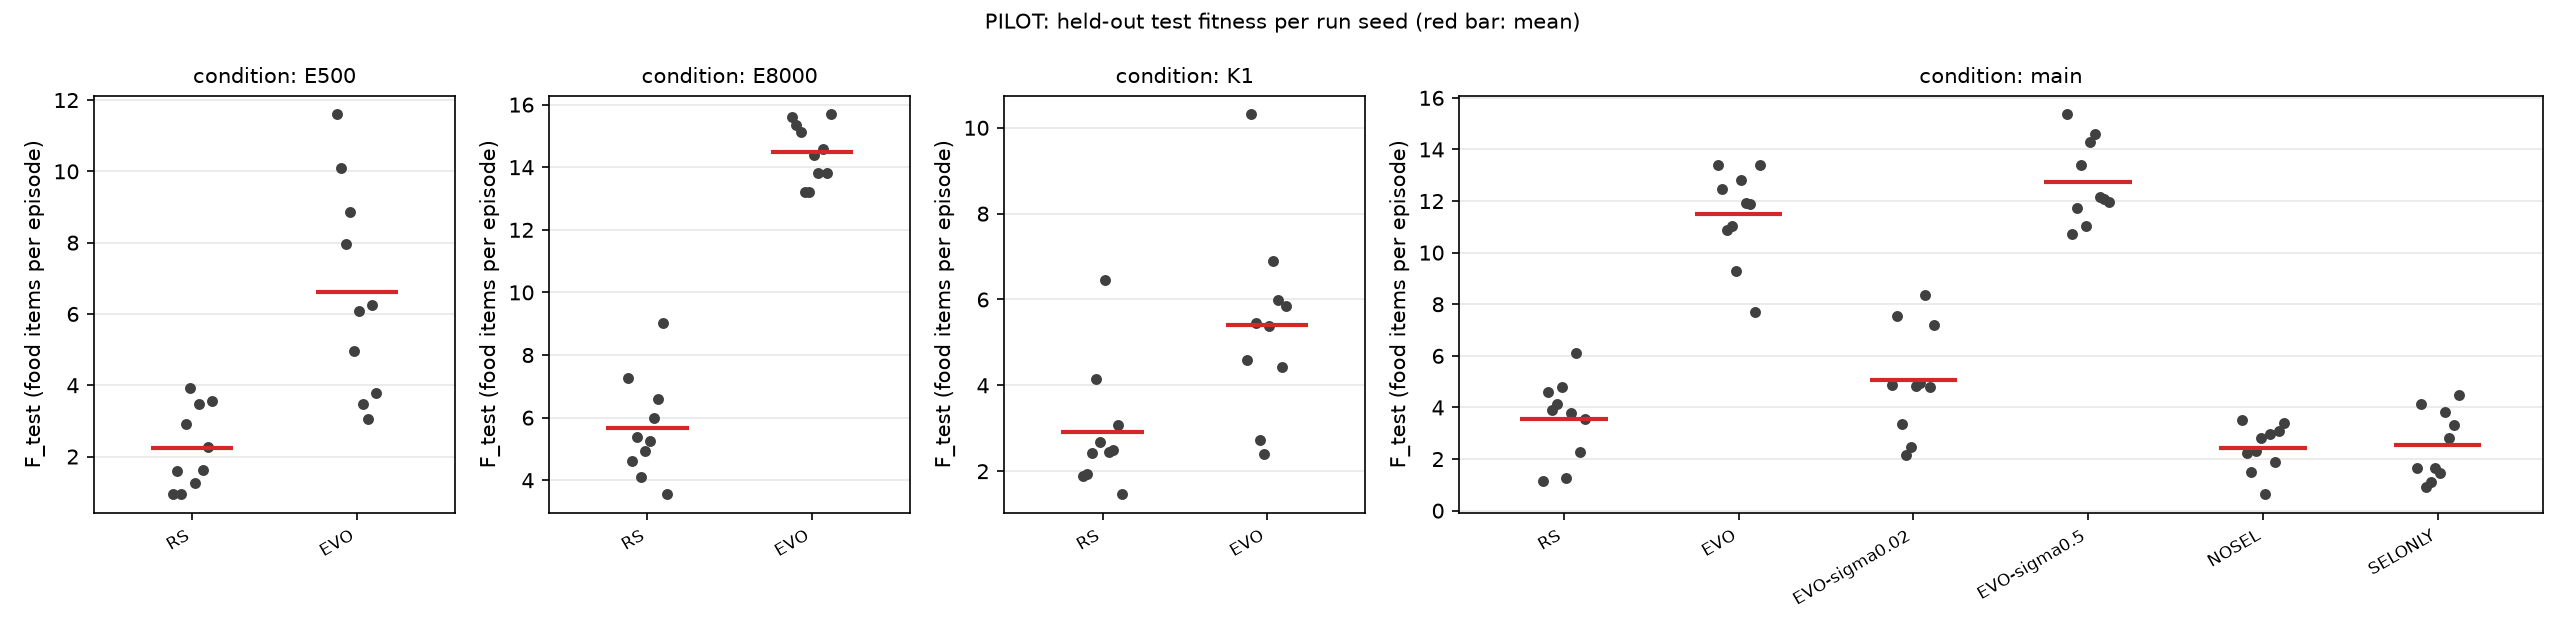 PILOT: held-out test fitness per run seed (red bar: mean)
condition: E500
F_test (food items per episode)
12
10
8
6
4
2
RS
EVO
condition: E8000
F_test (food items per episode)
16
14
12
10
8
6
4
RS
EVO
condition: K1
F_test (food items per episode)
10
8
6
4
2
RS
EVO
condition: main
F_test (food items per episode)
16
14
12
10
8
6
4
2
0
RS
EVO
EVO-sigma0.02
EVO-sigma0.5
NOSEL
SELONLY